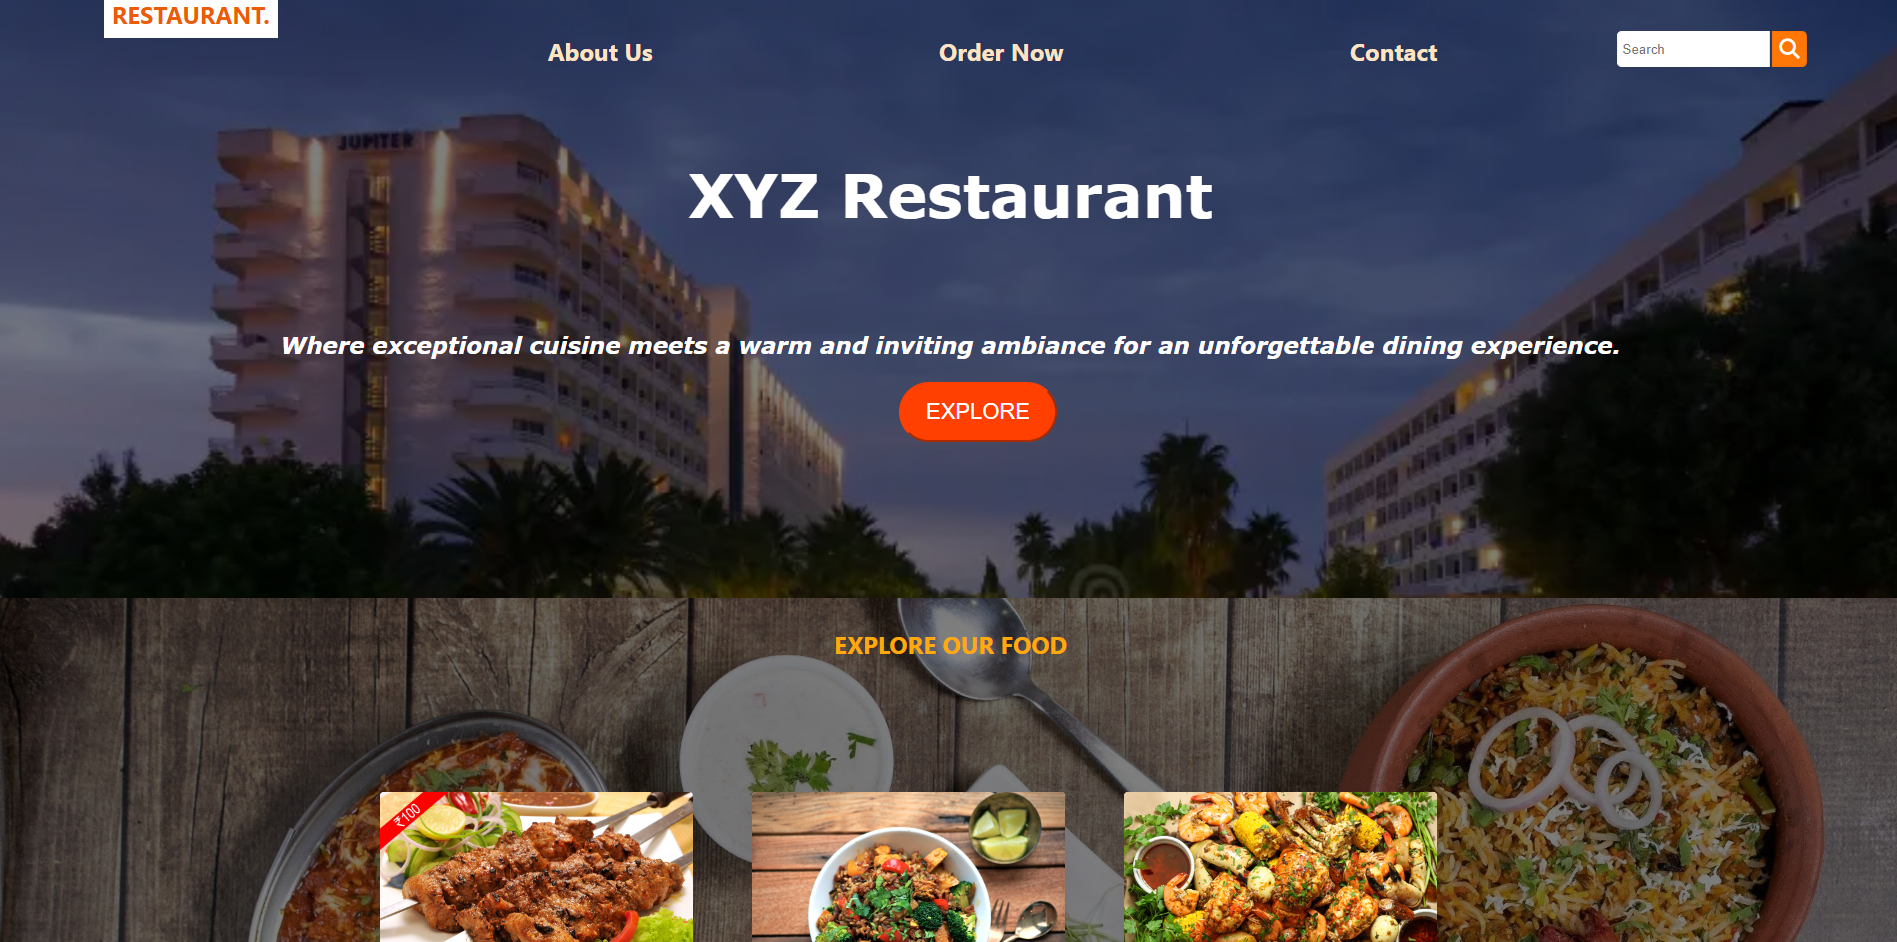 RESTAURANT.
About Us
Order Now
Contact
Search
JUPITER
XYZ Restaurant
Where exceptional cuisine meets a warm and inviting ambiance for an unforgettable dining experience.
EXPLORE
EXPLORE OUR FOOD
₹100